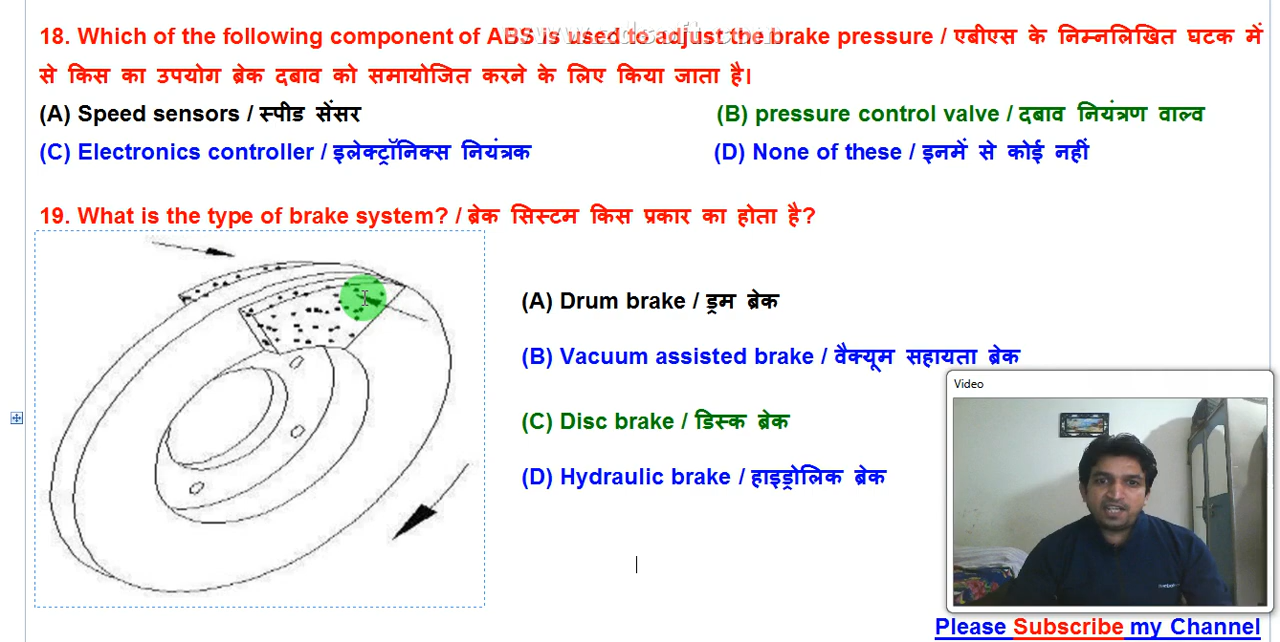 18. Which of the following component of ABS is used to adjust the brake pressure / एबीएस के निम्नलिखित घटक में
से किस का उपयोग ब्रेक दबाव को समायोजित करने के लिए किया जाता है।
(A) Speed sensors / स्पीड सेंसर
(B) pressure control valve / दबाव नियंत्रण वाल्व
(C) Electronics controller / इलेक्ट्रॉनिक्स नियंत्रक
(D) None of these / इनमें से कोई नहीं
19. What is the type of brake system? / ब्रेक सिस्टम किस प्रकार का होता है?
(A) Drum brake / ड्रम ब्रेक
(B) Vacuum assisted brake / वैक्यूम सहायता ब्रेक
(C) Disc brake / डिस्क ब्रेक
(D) Hydraulic brake / हाइड्रोलिक ब्रेक
Video
Please Subscribe my Channel